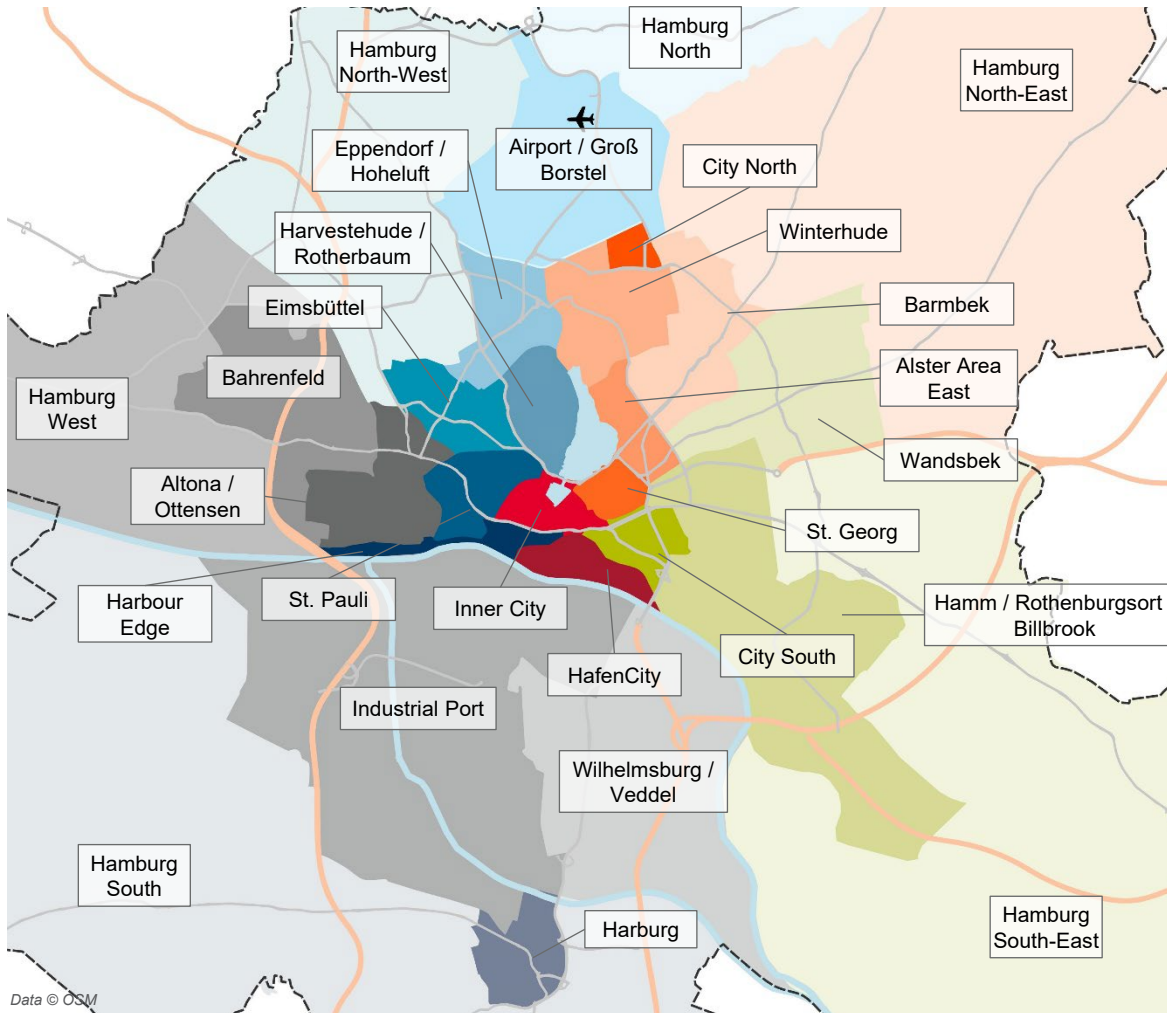 Hamburg
North
Hamburg
North-West
Hamburg
North-East
Eppendorf /
Hoheluft
Airport / Groß
Borstel
City North
Harvestehude /
Rotherbaum
Winterhude
Eimsbüttel
Barmbek
Bahrenfeld
Alster Area
East
Hamburg
West
Wandsbek
Altona /
Ottensen
St. Georg
Harbour
Edge
St. Pauli
Inner City
Hamm / Rothenburgsort
Billbrook
City South
HafenCity
Industrial Port
Wilhelmsburg /
Veddel
Hamburg
South
Harburg
Hamburg
South-East
Data © OSM